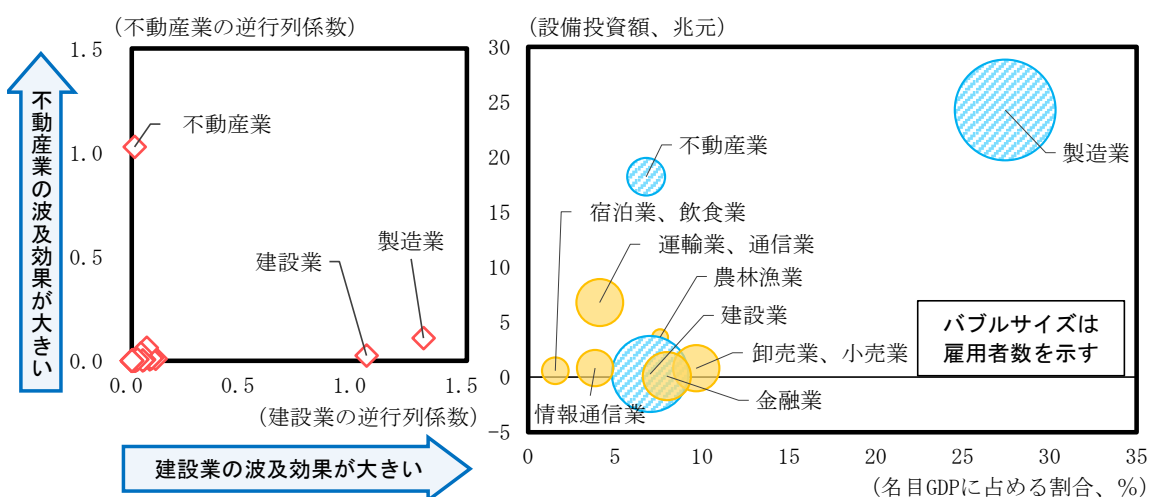 (不動産業の逆行列係数)
1.5
1.0
0.5
0.0
不動産業
建設業
製造業
0.0
0.5
1.0
1.5
(建設業の逆行列係数)
不動産業の波及効果が大きい
建設業の波及効果が大きい
(設備投資額、兆元)
30
25
20
15
10
5
0
-5
不動産業
製造業
宿泊業、飲食業
運輸業、通信業
農林漁業
建設業
卸売業、小売業
金融業
情報通信業
バブルサイズは
雇用者数を示す
0
5
10
15
20
25
30
35
(名目GDPに占める割合、%)